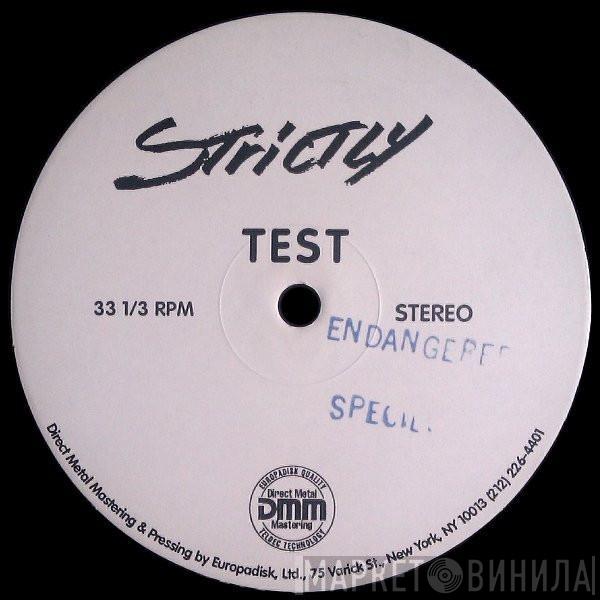 STRICTLY
TEST
33 1/3 RPM
STEREO
ENDANGERED
SPECI
EUROPADISK QUALITY
Direct Metal
DMM
Mastering
TELDEC TECHNOLOGY
Direct Metal Mastering & Pressing by Europadisk, Ltd., 75 Varick St., New York, NY 10013 (212) 226-4401
МАРКЕТ ВИНИЛА